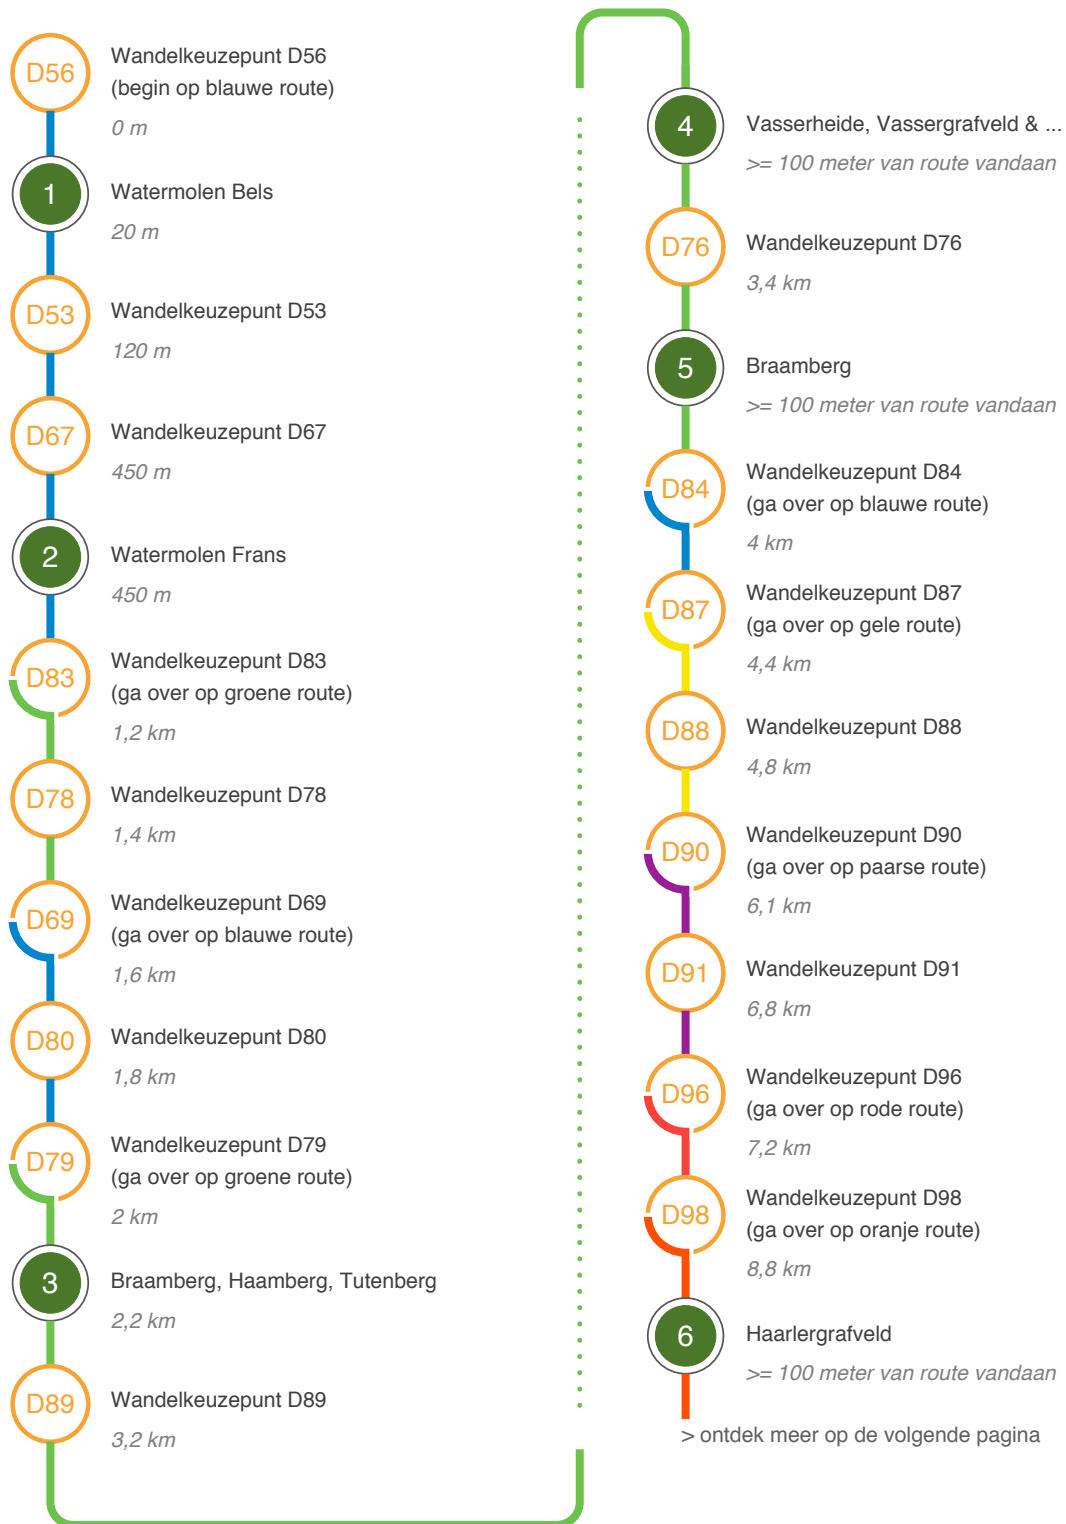 D56
Wandelkeuzepunt D56
(begin op blauwe route)
0 m
1
Watermolen Bels
20 m
D53
Wandelkeuzepunt D53
120 m
D67
Wandelkeuzepunt D67
450 m
2
Watermolen Frans
450 m
D83
Wandelkeuzepunt D83
(ga over op groene route)
1,2 km
D78
Wandelkeuzepunt D78
1,4 km
D69
Wandelkeuzepunt D69
(ga over op blauwe route)
1,6 km
D80
Wandelkeuzepunt D80
1,8 km
D79
Wandelkeuzepunt D79
(ga over op groene route)
2 km
3
Braamberg, Haamberg, Tutenberg
2,2 km
D89
Wandelkeuzepunt D89
3,2 km
4
Vasserheide, Vassergrafveld & ...
>= 100 meter van route vandaan
D76
Wandelkeuzepunt D76
3,4 km
5
Braamberg
>= 100 meter van route vandaan
D84
Wandelkeuzepunt D84
(ga over op blauwe route)
4 km
D87
Wandelkeuzepunt D87
(ga over op gele route)
4,4 km
D88
Wandelkeuzepunt D88
4,8 km
D90
Wandelkeuzepunt D90
(ga over op paarse route)
6,1 km
D91
Wandelkeuzepunt D91
6,8 km
D96
Wandelkeuzepunt D96
(ga over op rode route)
7,2 km
D98
Wandelkeuzepunt D98
(ga over op oranje route)
8,8 km
6
Haarlergrafveld
>= 100 meter van route vandaan
> ontdek meer op de volgende pagina